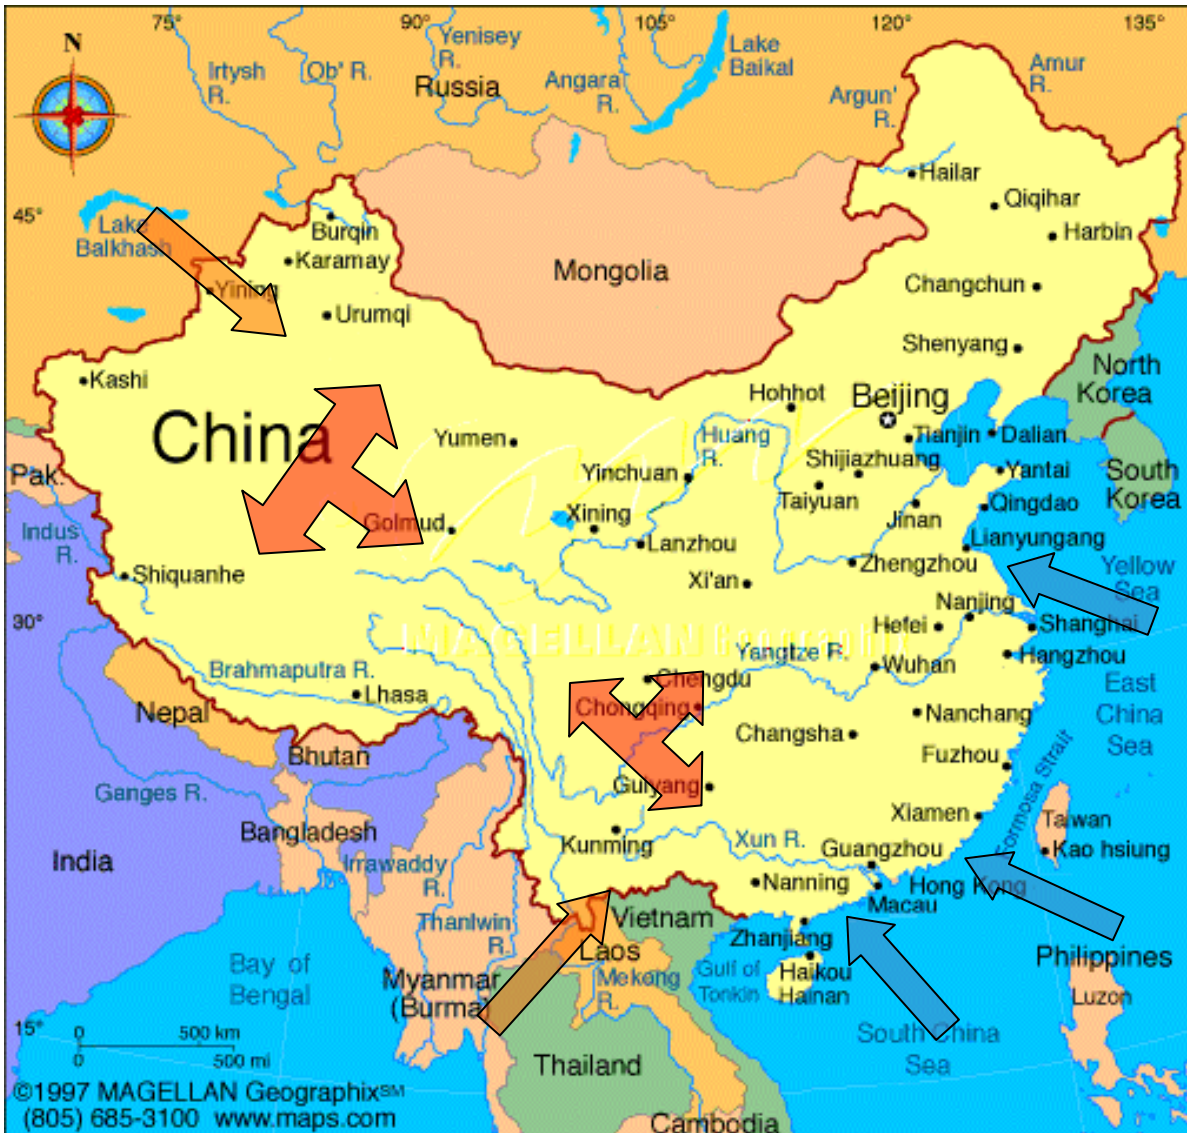 75°
90°
105°
120°
135°
N
Irtysh
R.
Ob' R.
Yenisey
R.
Russia
Angara
R.
Lake
Baikal
Argun'
R.
Amur
R.
Hailar
Qiqihar
Harbin
45°
Lake
Balkhash
Burqin
Karamay
Yining
Urumqi
Mongolia
Changchun
Shenyang
Kashi
North
Korea
Hohhot
Beijing
China
Yumen
Huang
R.
Tianjin
Dalian
Shijiazhuang
Pak.
Yinchuan
Yantai
South
Korea
Taiyuan
Qingdao
Golmud
Xining
Jinan
Indus
R.
Lanzhou
Lianyungang
Zhengzhou
Yellow
Sea
Shiquanhe
Xi'an
Nanjing
30°
Hefei
Shanghai
MAGELLAN Geographix
Yangtze R.
Hangzhou
Brahmaputra R.
Wuhan
Lhasa
Chengdu
East
China
Sea
Nepal
Chongqing
Nanchang
Changsha
Bhutan
Fuzhou
Guiyang
Ganges R.
Formosa Strait
Bangladesh
Xiamen
Taiwan
Kunming
Xun R.
Guangzhou
Kao hsiung
India
Irrawaddy
R.
Nanning
Hong Kong
Macau
Vietnam
Thanlwin
R.
Zhanjiang
Laos
Philippines
Bay of
Bengal
Myanmar
(Burma)
Mekong
R.
Gulf of
Tonkin
Haikou
Hainan
Luzon
15°
0
500 km
0
500 mi
South China
Sea
Thailand
©1997 MAGELLAN Geographix℠
(805) 685-3100 www.maps.com
Cambodia